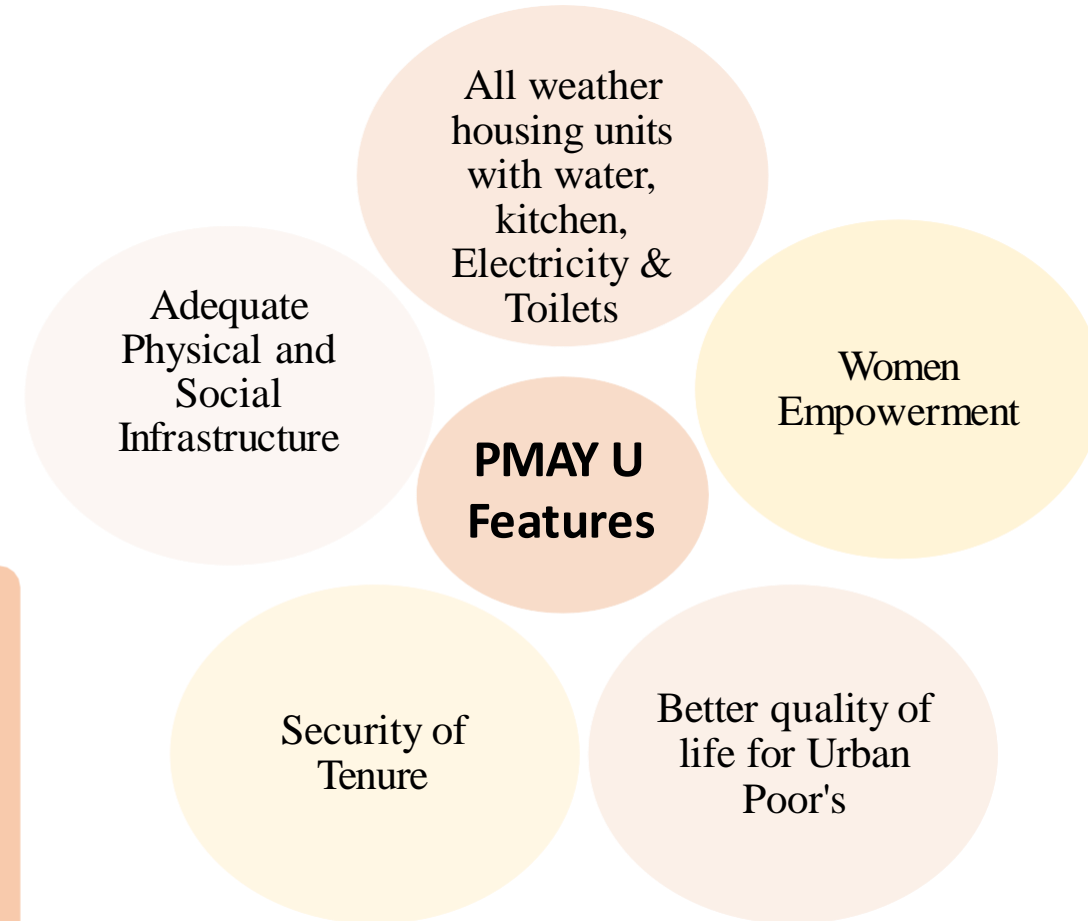 All weather
housing units
with water,
kitchen,
Electricity &
Toilets
Adequate
Physical and
Social
Infrastructure
Women
Empowerment
PMAY U
Features
Security of
Tenure
Better quality of
life for Urban
Poor's